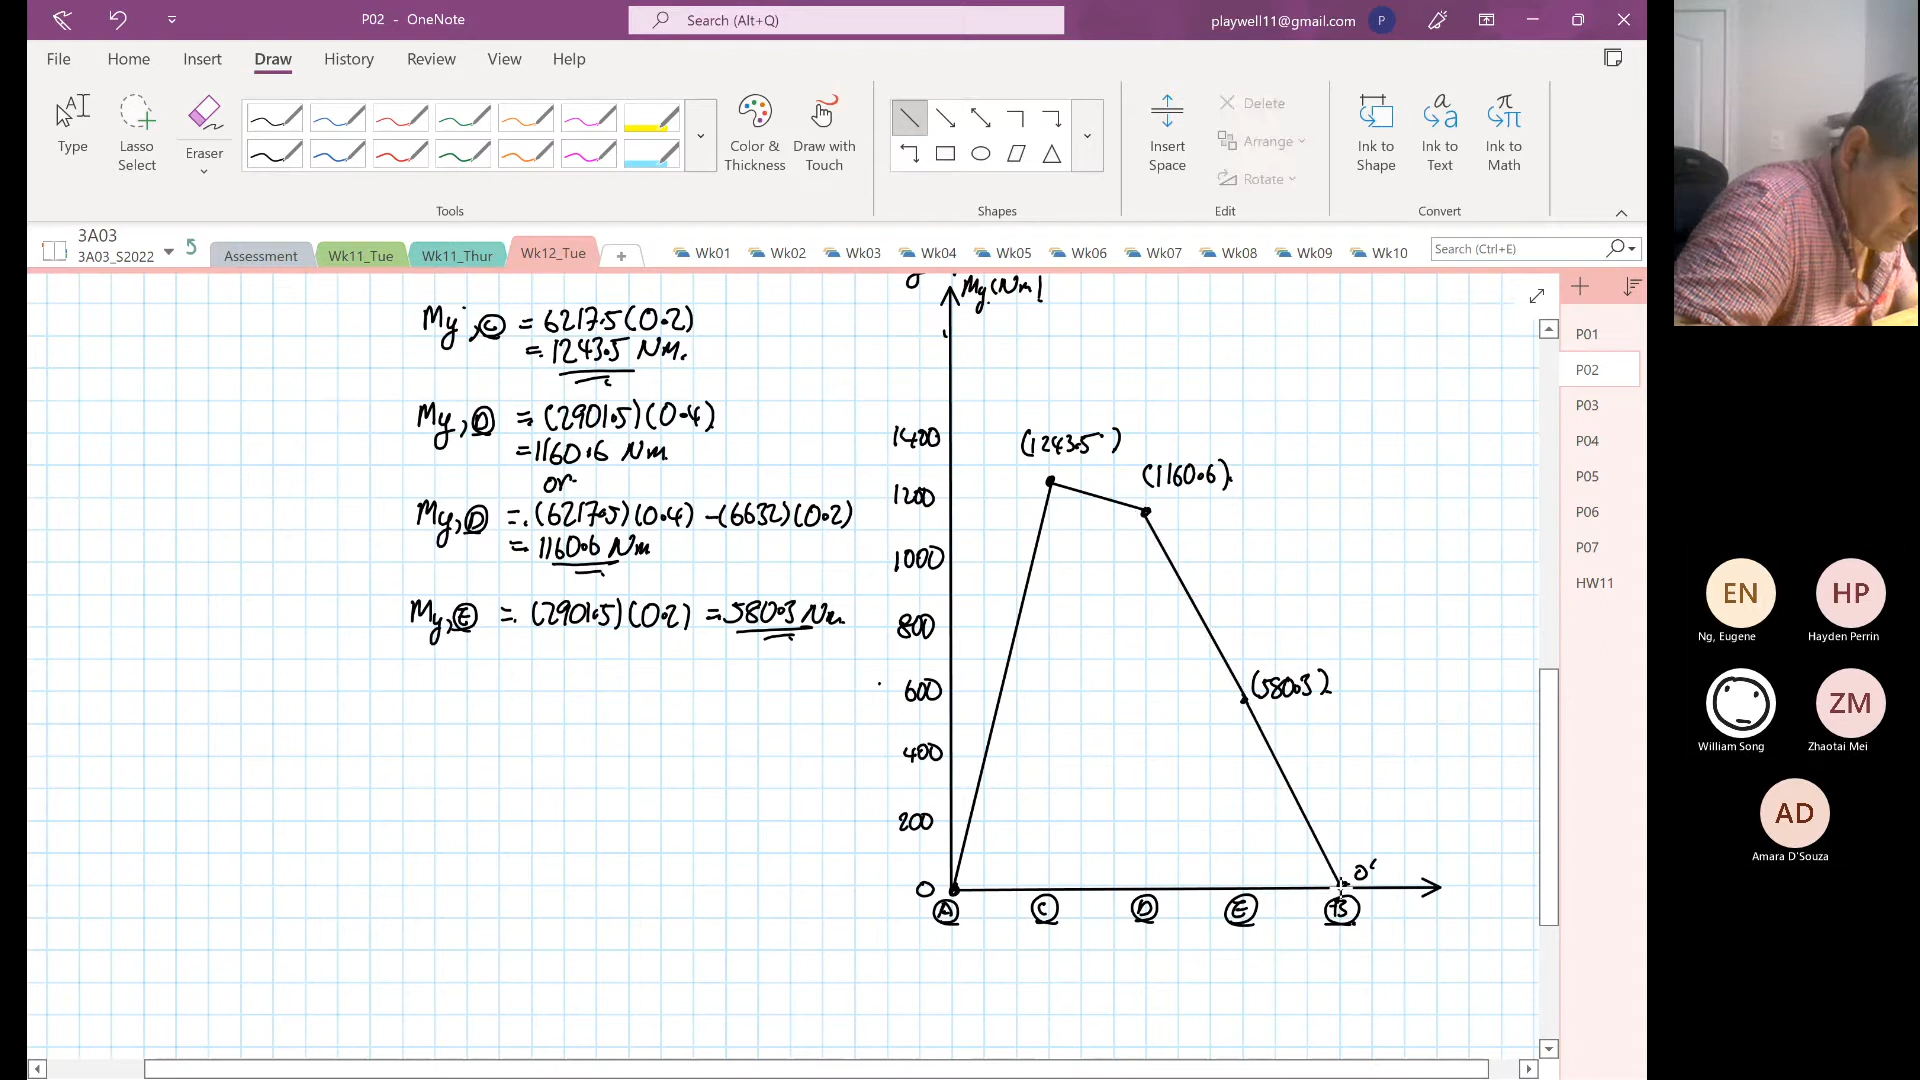 P02 - OneNote
Search (Alt+Q)
playwell11@gmail.com
P
File Home Insert Draw History Review View Help
Type
Lasso Select
Eraser
Color & Thickness
Draw with Touch
Insert Space
Delete
Arrange
Rotate
Ink to Shape
Ink to Text
Ink to Math
Tools
Shapes
Edit
Convert
3A03
3A03_S2022
Assessment Wk11_Tue Wk11_Thur Wk12_Tue Wk01 Wk02 Wk03 Wk04 Wk05 Wk06 Wk07 Wk08 Wk09 Wk10
Search (Ctrl+E)
P01
P02
P03
P04
P05
P06
P07
HW11
My,C = 6217.5(0.2)
= 1243.5 Nm.
My,D = (2901.5)(0.4)
= 1160.6 Nm
or
My,D = (6217.5)(0.4) - (6632)(0.2)
= 1160.6 Nm
My,E = (2901.5)(0.2) = 580.3 Nm
My (Nm)
1400
1200
1000
800
600
400
200
0
(1243.5)
(1160.6)
(580.3)
A C D E B
EN
Ng, Eugene
HP
Hayden Perrin
William Song
ZM
Zhaotai Mei
AD
Amara D'Souza